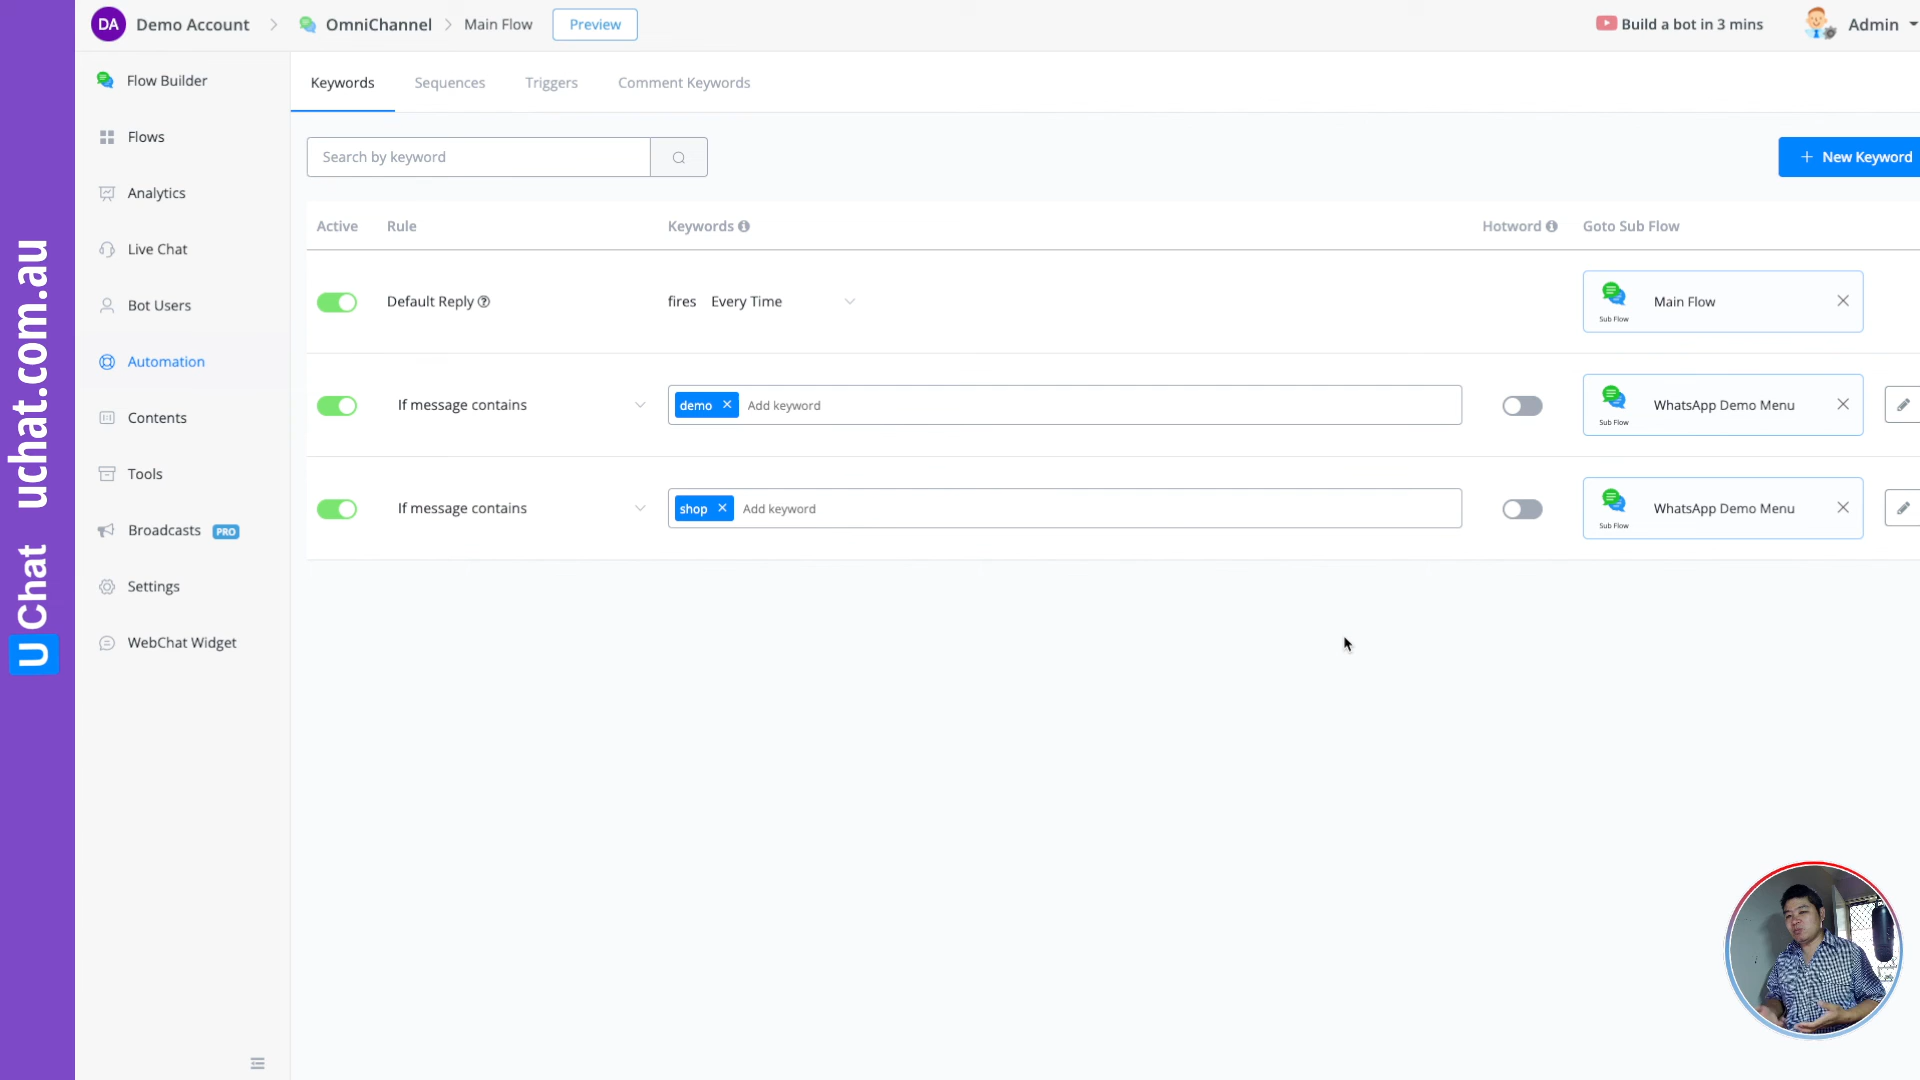 DA Demo Account OmniChannel Main Flow Preview Build a bot in 3 mins Admin
uchat.com.au
UChat
Flow Builder
Flows
Analytics
Live Chat
Bot Users
Automation
Contents
Tools
Broadcasts PRO
Settings
WebChat Widget
Keywords Sequences Triggers Comment Keywords
Search by keyword
+ New Keyword
Active Rule Keywords Hotword Goto Sub Flow
Default Reply fires Every Time Main Flow
Sub Flow
If message contains demo Add keyword WhatsApp Demo Menu
Sub Flow
If message contains shop Add keyword WhatsApp Demo Menu
Sub Flow